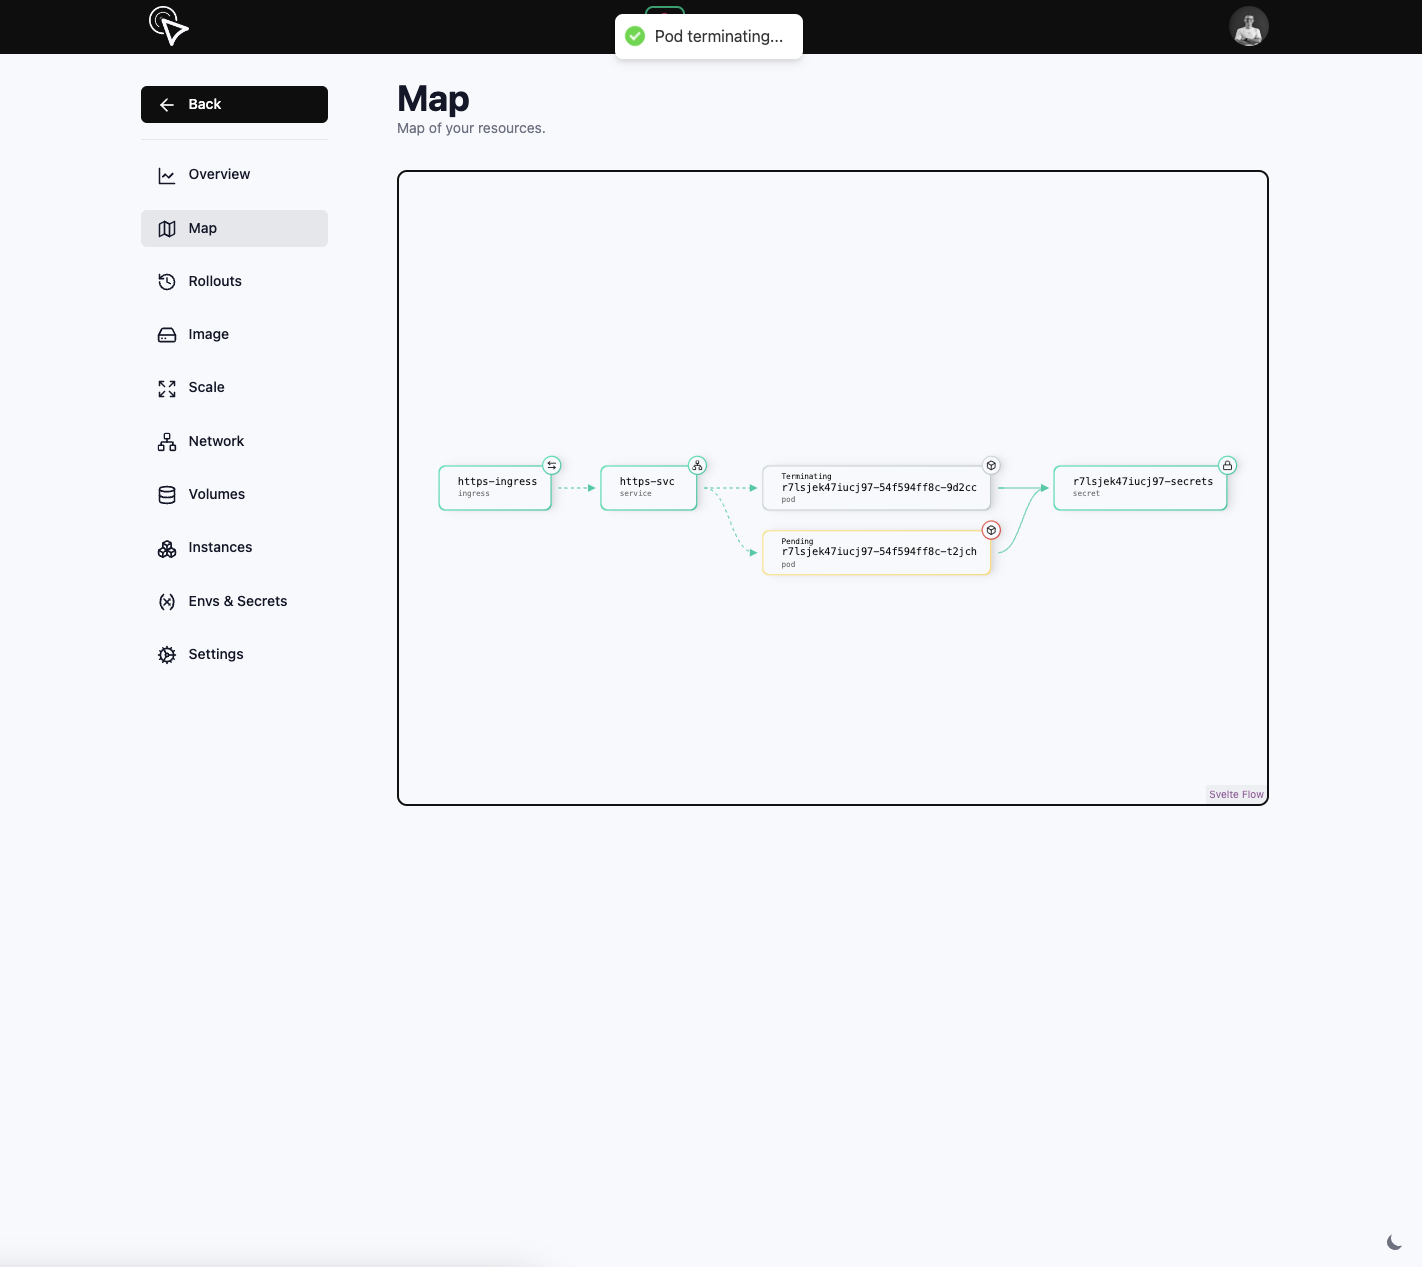 Pod terminating...
Back
Map
Map of your resources.
Overview
Map
Rollouts
Image
Scale
Network
Volumes
Instances
Envs & Secrets
Settings
https-ingress
ingress
https-svc
service
Terminating
r7lsjek47iucj97-54f594ff8c-9d2cc
pod
Pending
r7lsjek47iucj97-54f594ff8c-t2jch
pod
r7lsjek47iucj97-secrets
secret
Svelte Flow